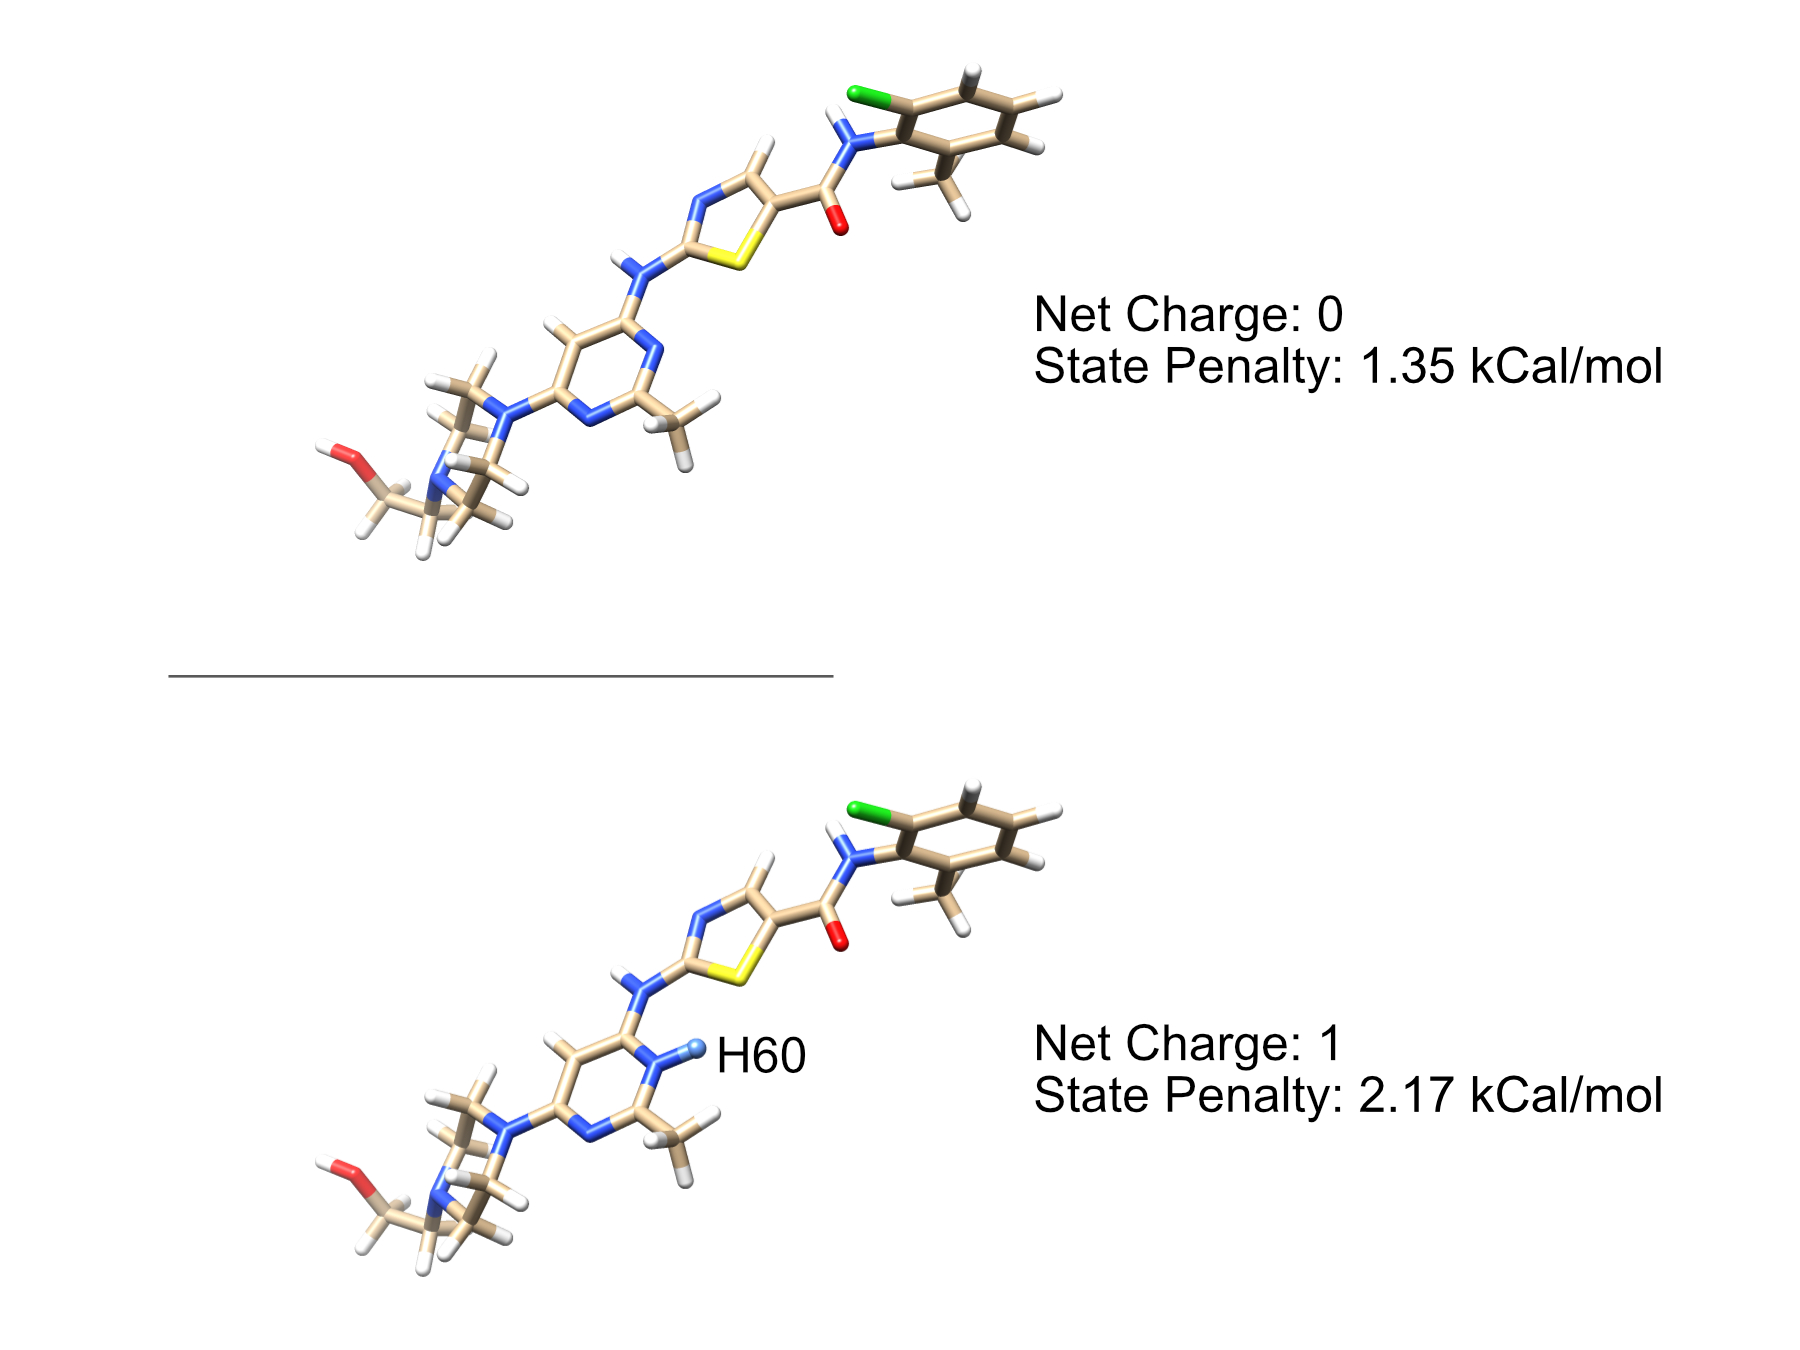 Net Charge: 0
State Penalty: 1.35 kCal/mol
H60
Net Charge: 1
State Penalty: 2.17 kCal/mol